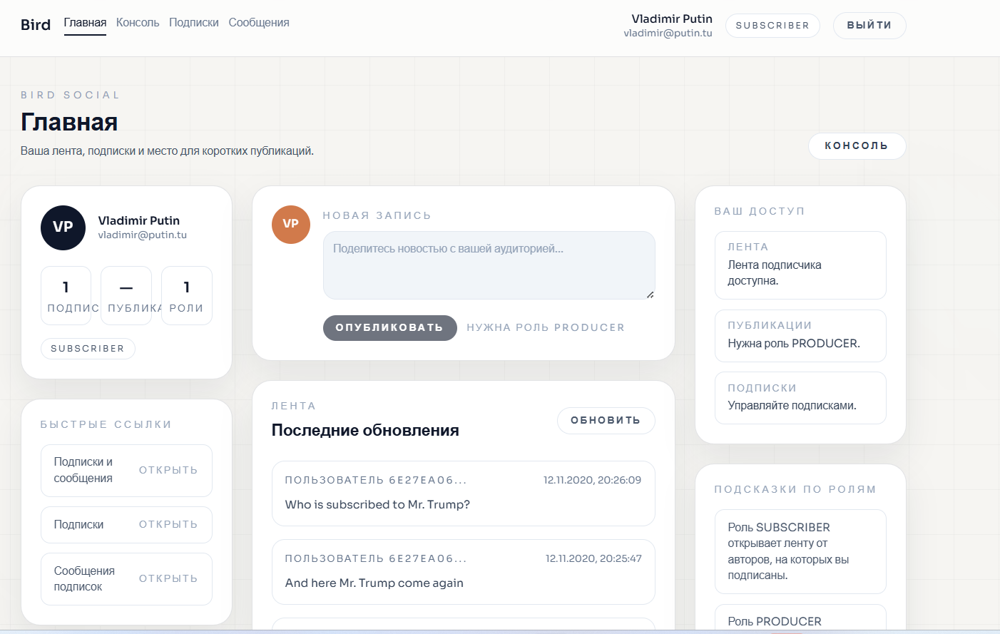 Bird Главная Консоль Подписки Сообщения
Vladimir Putin
vladimir@putin.tu
SUBSCRIBER
ВЫЙТИ
BIRD SOCIAL
Главная
Ваша лента, подписки и место для коротких публикаций.
КОНСОЛЬ
VP
Vladimir Putin
vladimir@putin.tu
1
ПОДПИС
—
ПУБЛИКА
1
РОЛИ
SUBSCRIBER
БЫСТРЫЕ ССЫЛКИ
Подписки и
сообщения
ОТКРЫТЬ
Подписки
ОТКРЫТЬ
Сообщения
подписок
ОТКРЫТЬ
VP
НОВАЯ ЗАПИСЬ
Поделитесь новостью с вашей аудиторией...
ОПУБЛИКОВАТЬ
НУЖНА РОЛЬ PRODUCER
ЛЕНТА
Последние обновления
ОБНОВИТЬ
ПОЛЬЗОВАТЕЛЬ 6E27EA06...
12.11.2020, 20:26:09
Who is subscribed to Mr. Trump?
ПОЛЬЗОВАТЕЛЬ 6E27EA06...
12.11.2020, 20:25:47
And here Mr. Trump come again
ВАШ ДОСТУП
ЛЕНТА
Лента подписчика
доступна.
ПУБЛИКАЦИИ
Нужна роль PRODUCER.
ПОДПИСКИ
Управляйте подписками.
ПОДСКАЗКИ ПО РОЛЯМ
Роль SUBSCRIBER
открывает ленту от
авторов, на которых вы
подписаны.
Роль PRODUCER